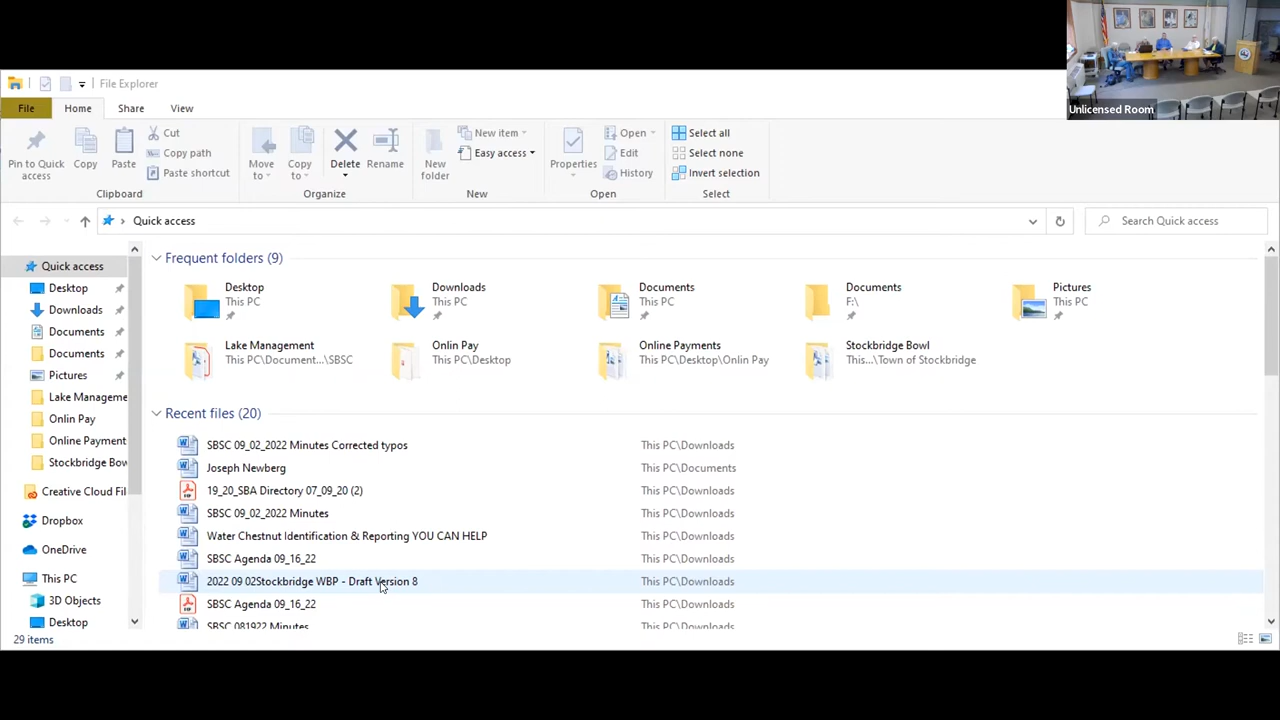 File Explorer
Unlicensed Room
File Home Share View
Pin to Quick access
Copy
Paste
Cut
Copy path
Paste shortcut
Clipboard
Move to
Copy to
Delete
Rename
Organize
New folder
New item
Easy access
New
Properties
Open
Edit
History
Open
Select all
Select none
Invert selection
Select
Quick access
Search Quick access
Quick access
Desktop
Downloads
Documents
Documents
Pictures
Lake Manageme
Onlin Pay
Online Payment
Stockbridge Bow
Creative Cloud Fil
Dropbox
OneDrive
This PC
3D Objects
Desktop
Frequent folders (9)
Desktop
This PC
Downloads
This PC
Documents
This PC
Documents
F:\
Pictures
This PC
Lake Management
This PC\Document...\SBSC
Onlin Pay
This PC\Desktop
Online Payments
This PC\Desktop\Onlin Pay
Stockbridge Bowl
This...\Town of Stockbridge
Recent files (20)
SBSC 09_02_2022 Minutes Corrected typos This PC\Downloads
Joseph Newberg This PC\Documents
19_20_SBA Directory 07_09_20 (2) This PC\Downloads
SBSC 09_02_2022 Minutes This PC\Downloads
Water Chestnut Identification & Reporting YOU CAN HELP This PC\Downloads
SBSC Agenda 09_16_22 This PC\Downloads
2022 09 02Stockbridge WBP - Draft Version 8 This PC\Downloads
SBSC Agenda 09_16_22 This PC\Downloads
SBSC 081922 Minutes This PC\Downloads
29 items